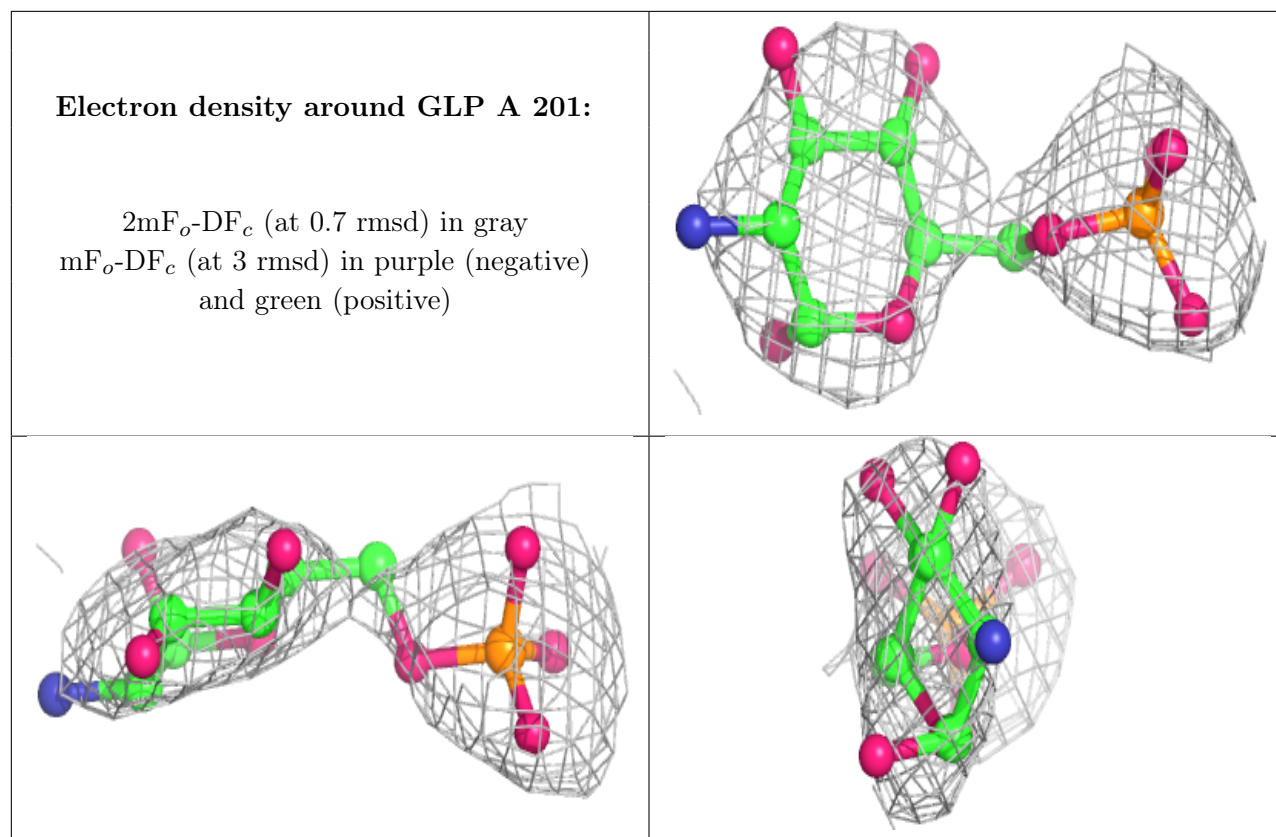 Electron density around GLP A 201:
2mFo-DFc (at 0.7 rmsd) in gray
mFo-DFc (at 3 rmsd) in purple (negative)
and green (positive)